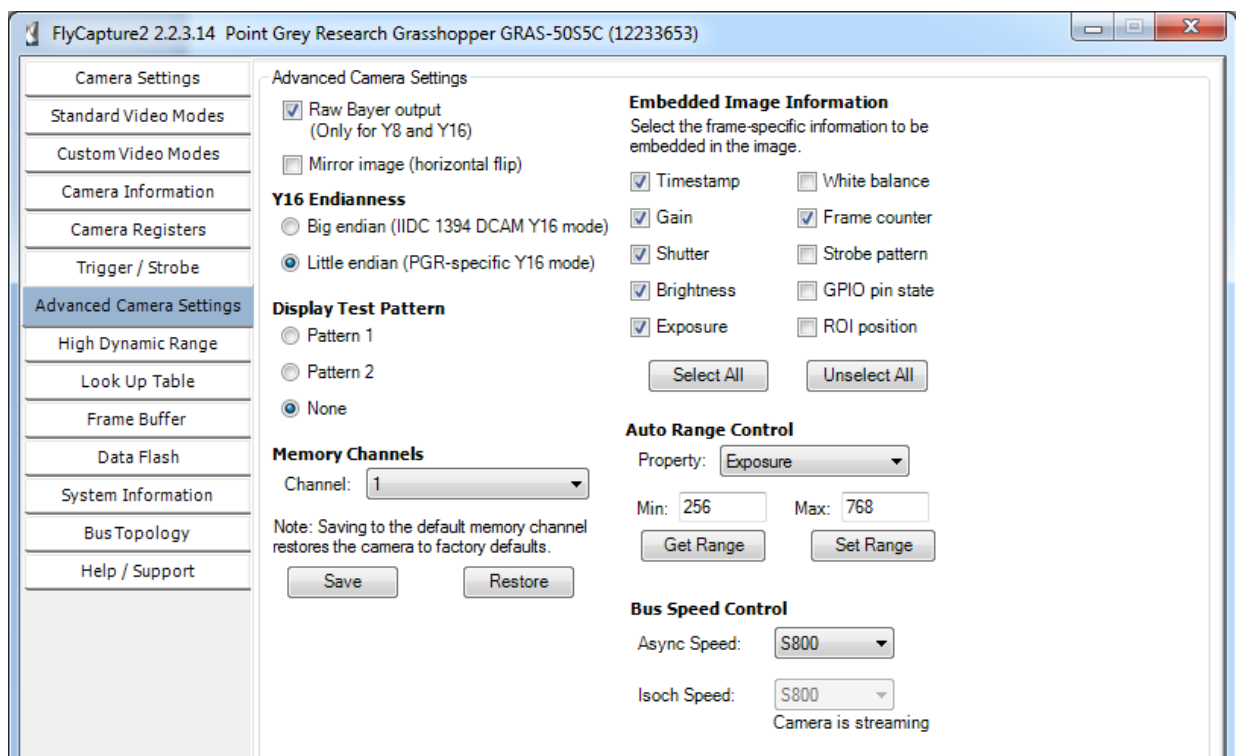 FlyCapture2 2.2.3.14 Point Grey Research Grasshopper GRAS-50S5C (12233653)
Camera Settings
Standard Video Modes
Custom Video Modes
Camera Information
Camera Registers
Trigger / Strobe
Advanced Camera Settings
High Dynamic Range
Look Up Table
Frame Buffer
Data Flash
System Information
Bus Topology
Help / Support
Advanced Camera Settings
Raw Bayer output
(Only for Y8 and Y16)
Mirror image (horizontal flip)
Y16 Endianness
Big endian (IIDC 1394 DCAM Y16 mode)
Little endian (PGR-specific Y16 mode)
Display Test Pattern
Pattern 1
Pattern 2
None
Memory Channels
Channel: 1
Note: Saving to the default memory channel
restores the camera to factory defaults.
Save Restore
Embedded Image Information
Select the frame-specific information to be
embedded in the image.
Timestamp White balance
Gain Frame counter
Shutter Strobe pattern
Brightness GPIO pin state
Exposure ROI position
Select All Unselect All
Auto Range Control
Property: Exposure
Min: 256 Max: 768
Get Range Set Range
Bus Speed Control
Async Speed: S800
Isoch Speed: S800
Camera is streaming